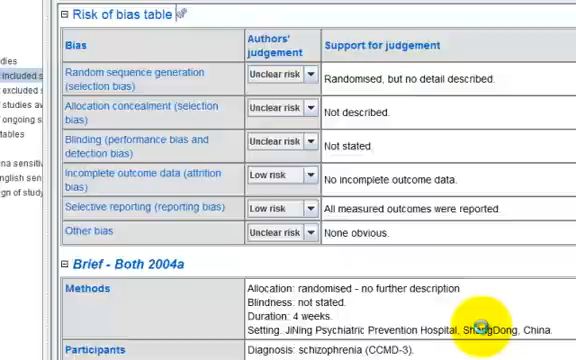 Risk of bias table
dies
included s
excluded s
studies av
ongoing s
tables
na sensitiv
nglish sen
gn of study
Bias
Authors'
judgement
Support for judgement
Random sequence generation
(selection bias)
Unclear risk
Randomised, but no detail described.
Allocation concealment (selection
bias)
Unclear risk
Not described.
Blinding (performance bias and
detection bias)
Unclear risk
Not stated.
Incomplete outcome data (attrition
bias)
Low risk
No incomplete outcome data.
Selective reporting (reporting bias)
Low risk
All measured outcomes were reported.
Other bias
Unclear risk
None obvious.
Brief - Both 2004a
Methods
Allocation: randomised - no further description
Blindness: not stated.
Duration: 4 weeks.
Setting: JiNing Psychiatric Prevention Hospital, ShangDong, China.
Participants
Diagnosis: schizophrenia (CCMD-3).